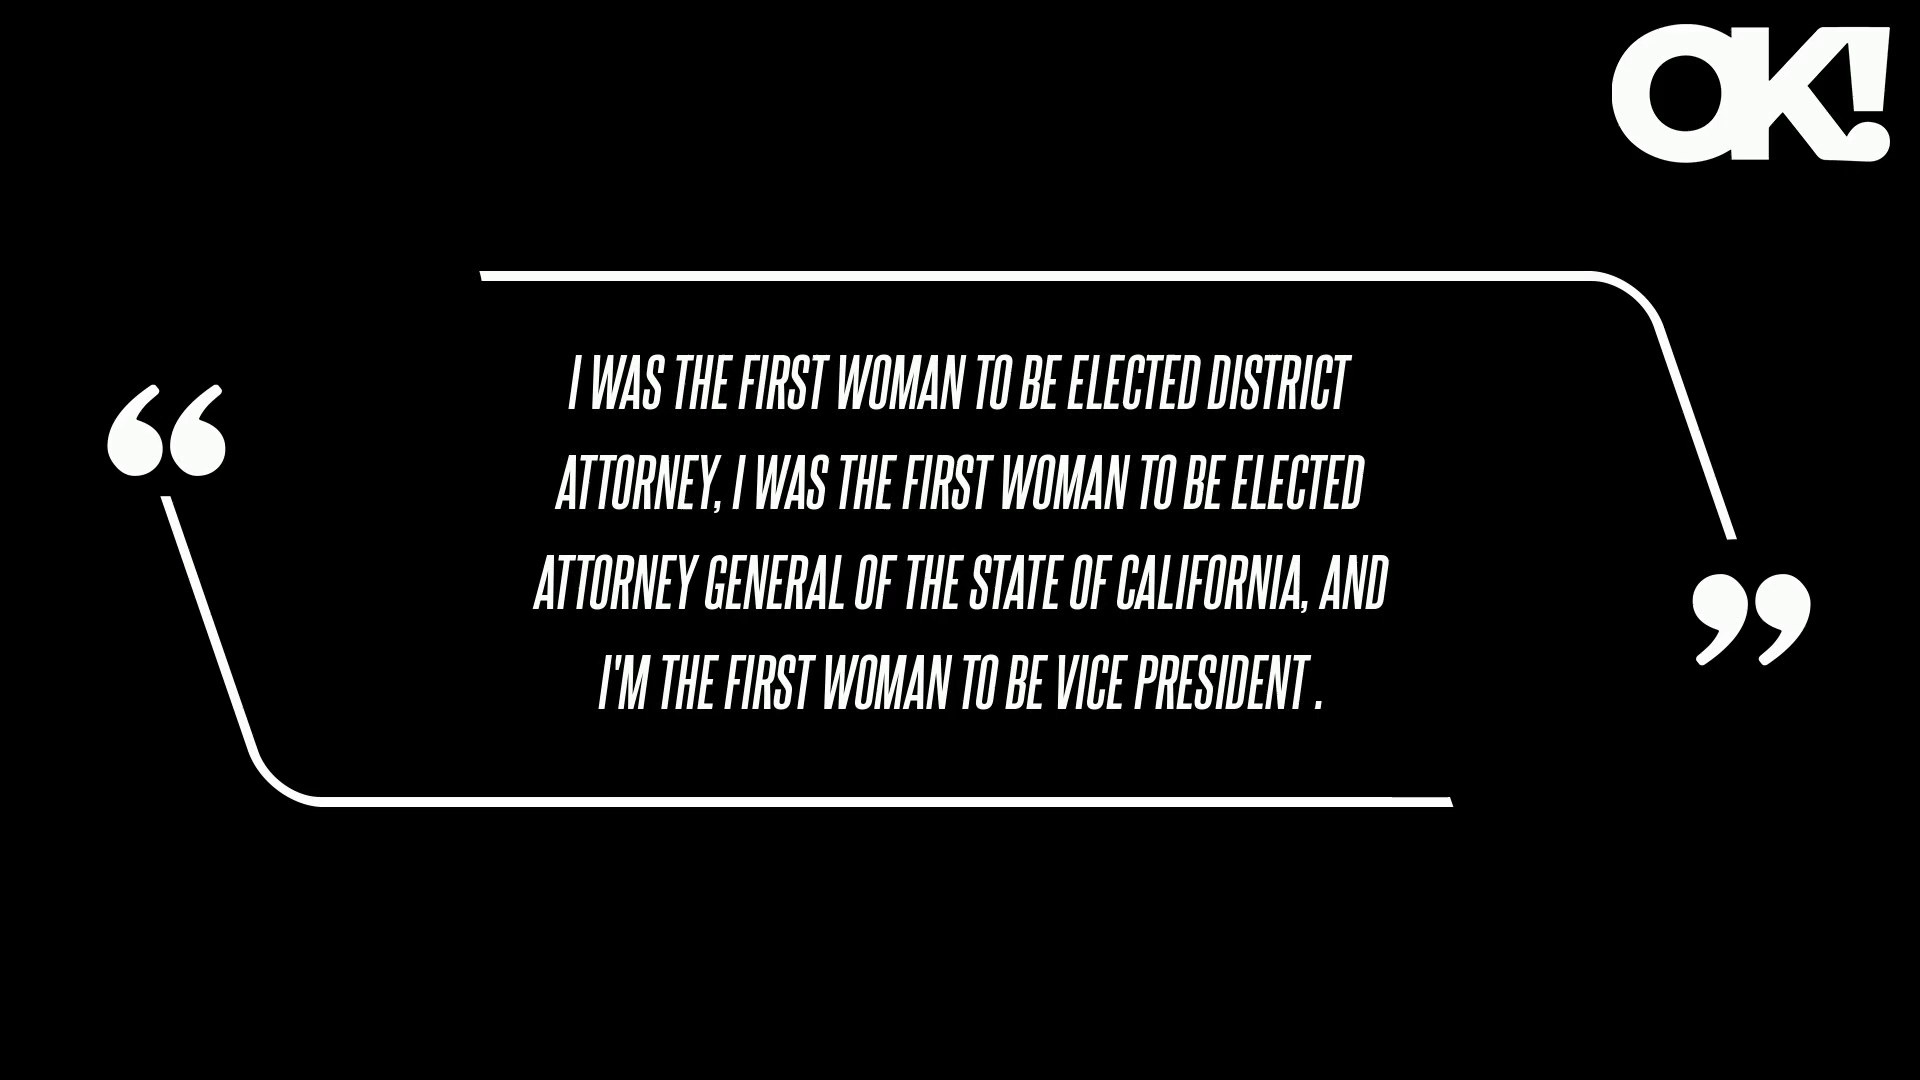 OK!
“
I WAS THE FIRST WOMAN TO BE ELECTED DISTRICT
ATTORNEY, I WAS THE FIRST WOMAN TO BE ELECTED
ATTORNEY GENERAL OF THE STATE OF CALIFORNIA, AND
I'M THE FIRST WOMAN TO BE VICE PRESIDENT .
”